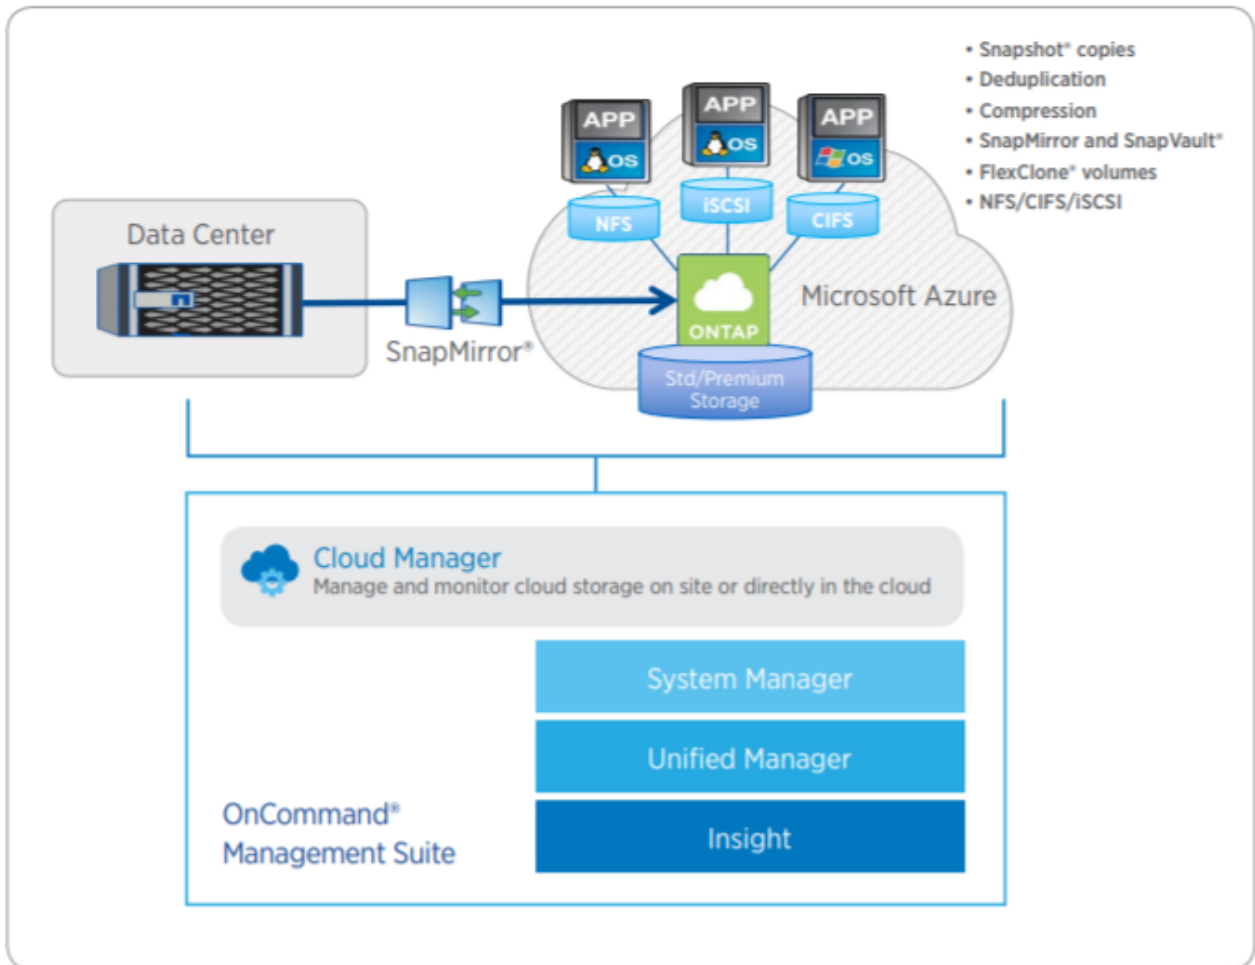 • Snapshot® copies
• Deduplication
• Compression
• SnapMirror and SnapVault®
• FlexClone® volumes
• NFS/CIFS/iSCSI
APP
OS
APP
OS
APP
OS
NFS
iSCSI
CIFS
Data Center
SnapMirror®
Microsoft Azure
ONTAP
Std/Premium
Storage
Cloud Manager
Manage and monitor cloud storage on site or directly in the cloud
System Manager
Unified Manager
Insight
OnCommand®
Management Suite